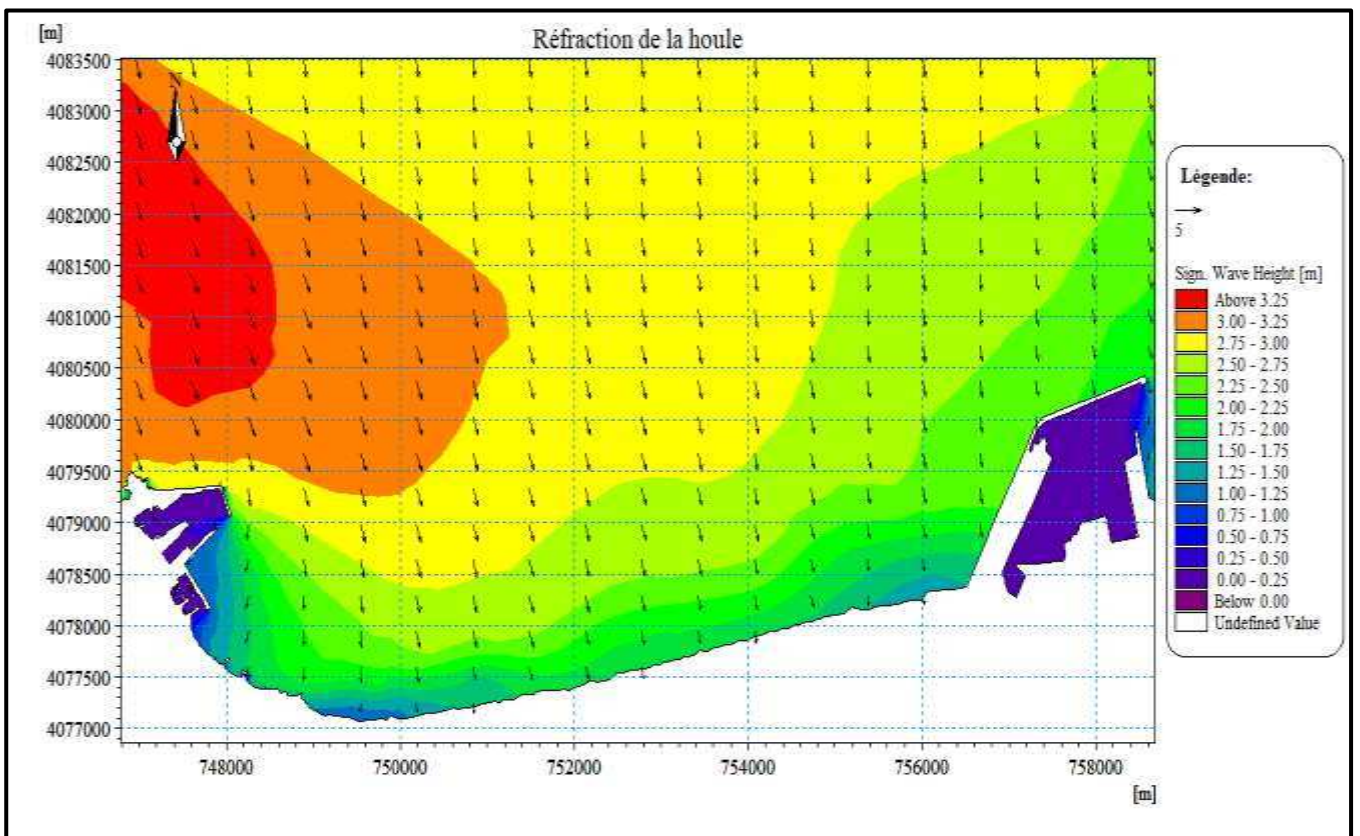 Réfraction de la houle
[m]
4083500
4083000
4082500
4082000
4081500
4081000
4080500
4080000
4079500
4079000
4078500
4078000
4077500
4077000
748000 750000 752000 754000 756000 758000
[m]
Légende:
5
Sign. Wave Height [m]
Above 3.25
3.00 - 3.25
2.75 - 3.00
2.50 - 2.75
2.25 - 2.50
2.00 - 2.25
1.75 - 2.00
1.50 - 1.75
1.25 - 1.50
1.00 - 1.25
0.75 - 1.00
0.50 - 0.75
0.25 - 0.50
0.00 - 0.25
Below 0.00
Undefined Value